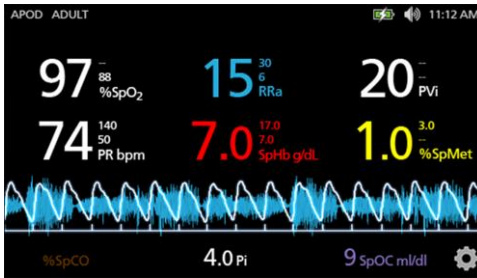 APOD ADULT 11:12 AM
97 -- 88 %SpO₂
15 30 6 RRa
20 -- -- PVi
74 140 50 PR bpm
7.0 17.0 7.0 SpHb g/dL
1.0 3.0 -- %SpMet
%SpCO 4.0 Pi 9 SpOC ml/dl